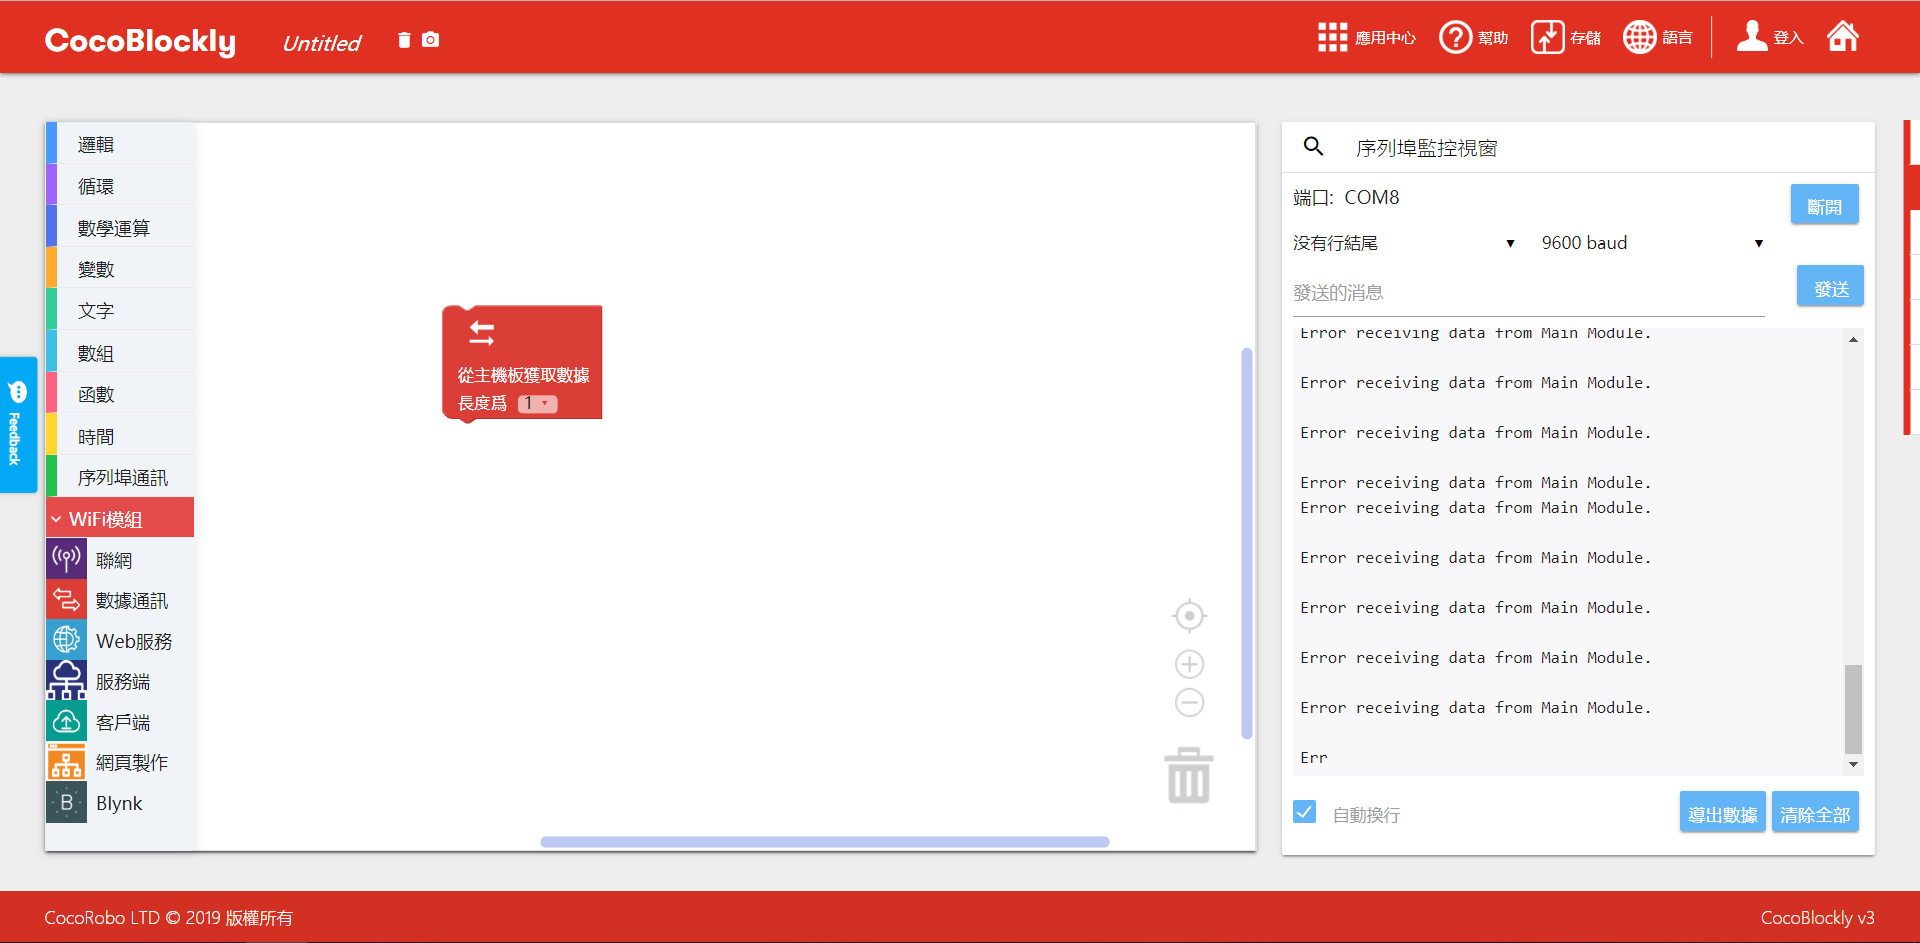 CocoBlockly
Untitled
應用中心
幫助
存儲
語言
登入
邏輯
循環
數學運算
變數
文字
數組
函數
時間
序列埠通訊
WiFi模組
聯網
數據通訊
Web服務
服務端
客戶端
網頁製作
B
Blynk
Feedback
從主機板獲取數據
長度爲 1
序列埠監控視窗
端口: COM8
斷開
没有行結尾
9600 baud
發送的消息
發送
Error receiving data from Main Module.
Error receiving data from Main Module.
Error receiving data from Main Module.
Error receiving data from Main Module.
Error receiving data from Main Module.
Error receiving data from Main Module.
Error receiving data from Main Module.
Error receiving data from Main Module.
Error receiving data from Main Module.
Err
自動換行
導出數據
清除全部
CocoRobo LTD © 2019 版權所有
CocoBlockly v3